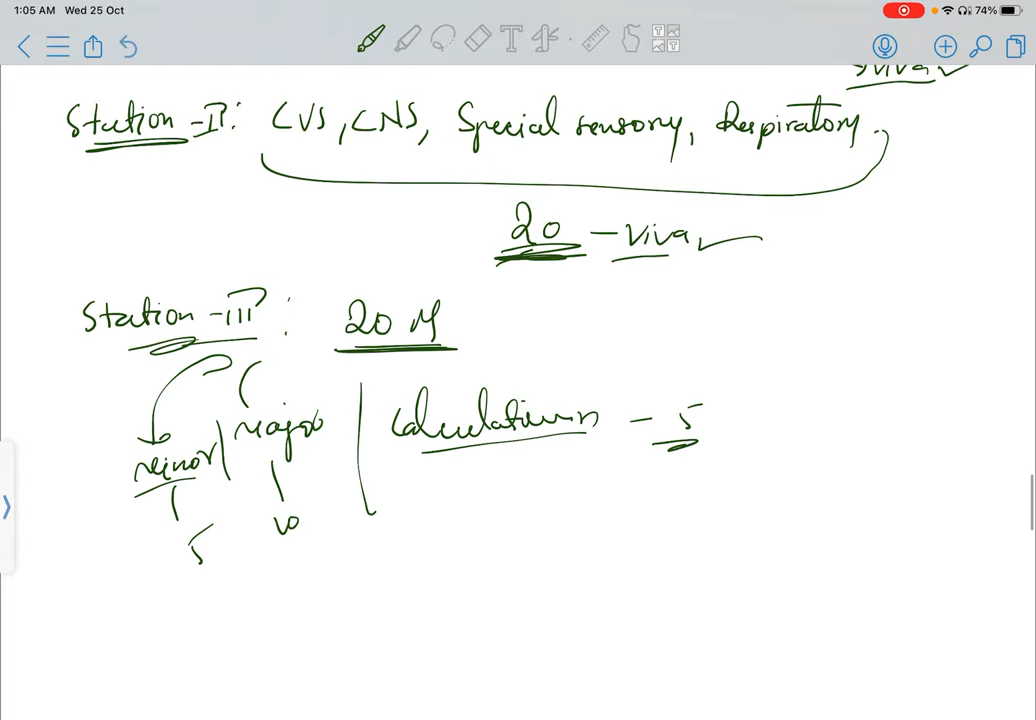 1:05 AM Wed 25 Oct 74%
viva
Station-II: CVS, CNS, Special sensory, Respiratory.
20 - viva
Station-III: 20 M
minor | major | calculations - 5
5 10